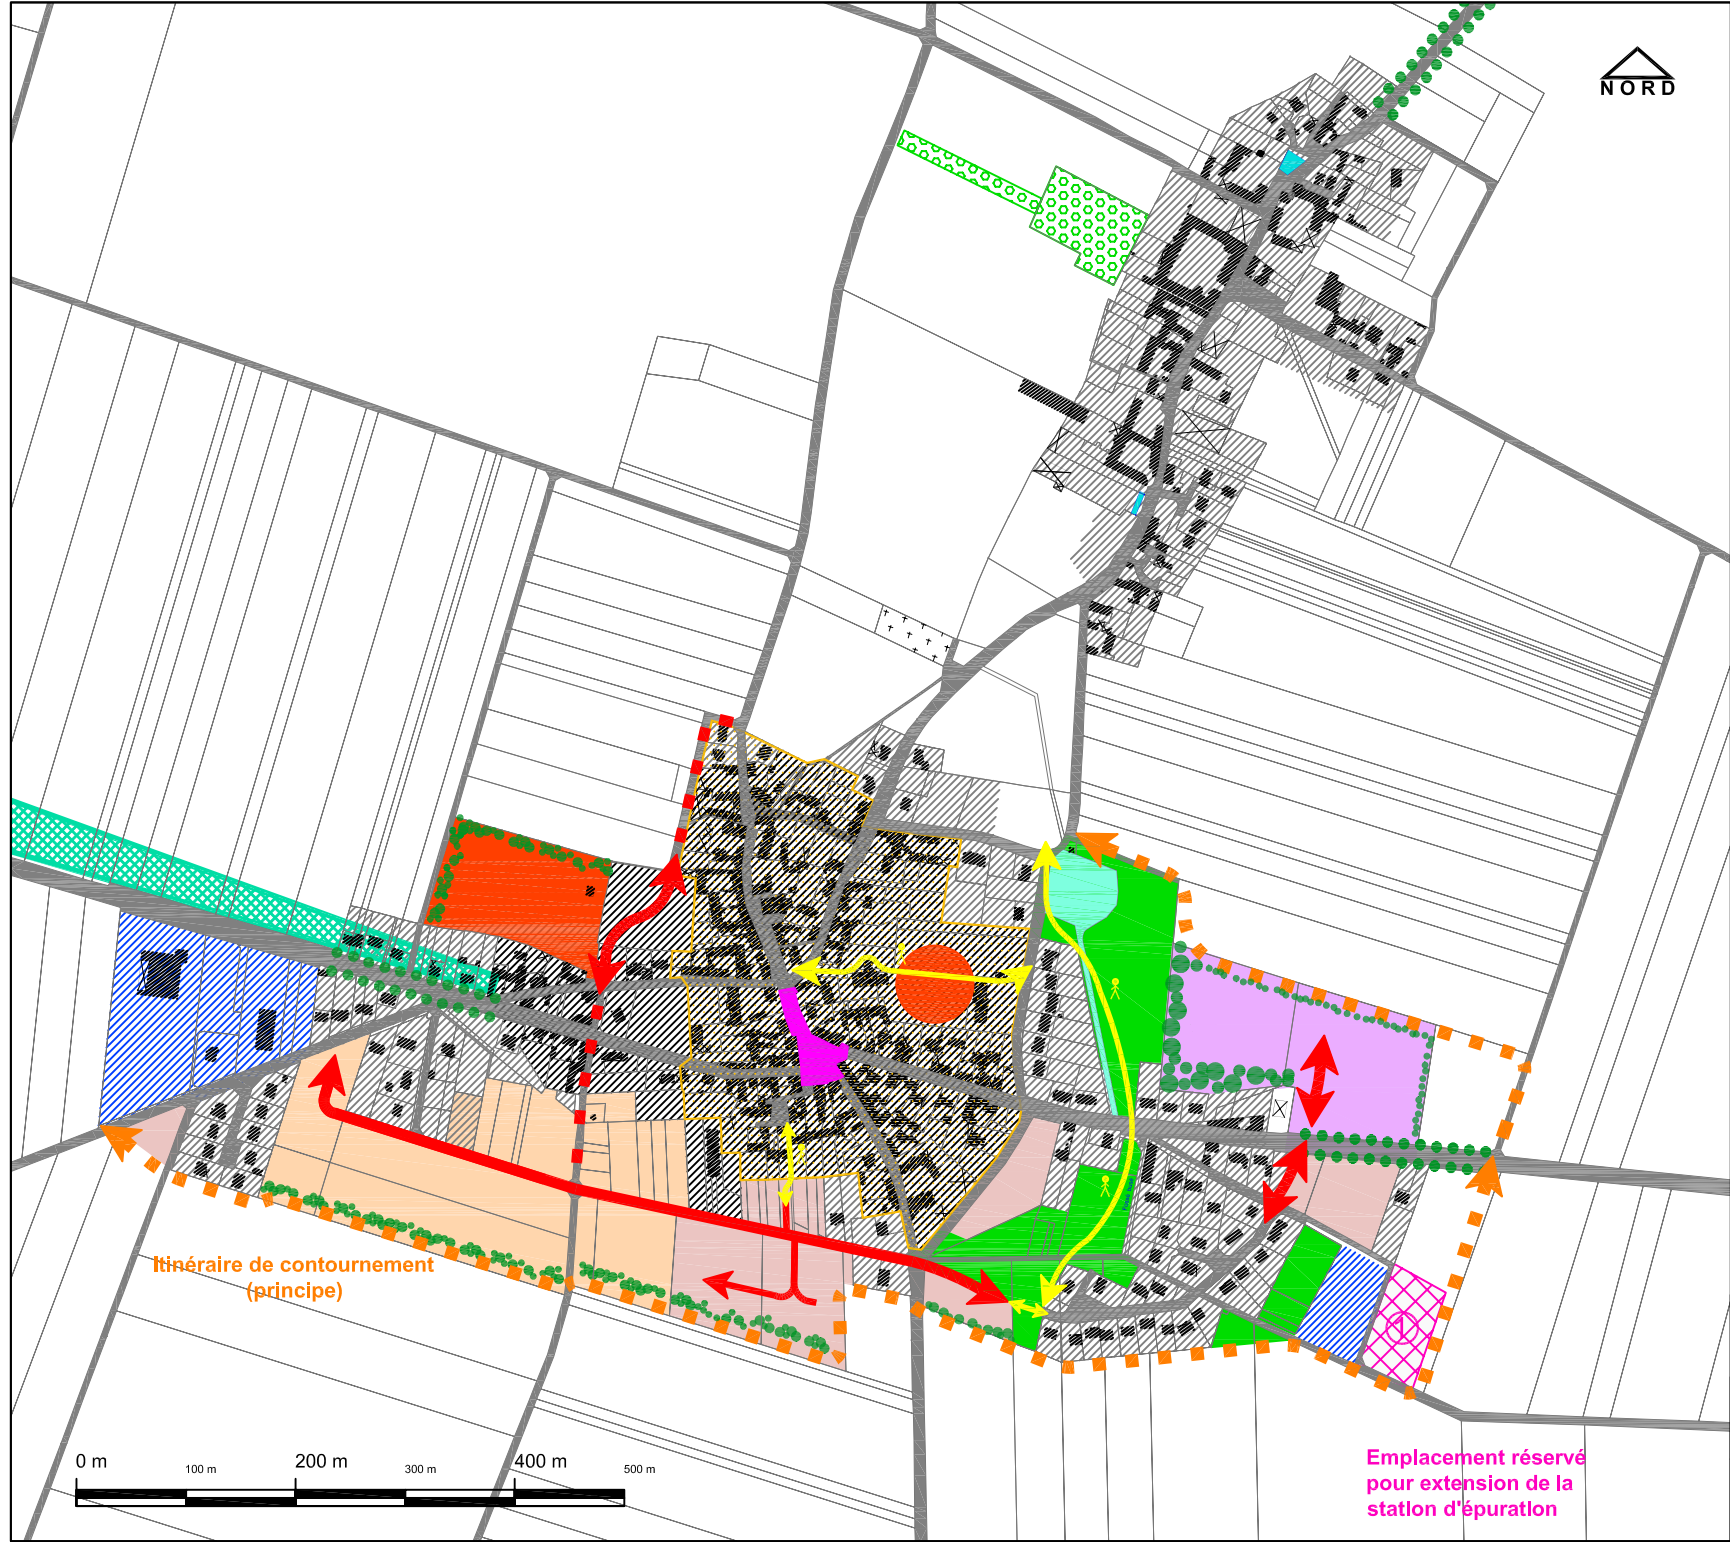 NORD
Itinéraire de contournement
(principe)
0 m
100 m
200 m
300 m
400 m
500 m
1
Emplacement réservé
pour extension de la
station d'épuration